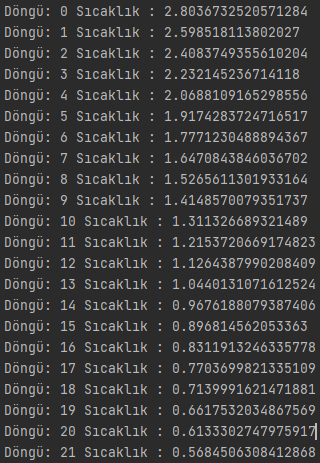 Döngü: 0 Sıcaklık : 2.8036732520571284
Döngü: 1 Sıcaklık : 2.598518113802027
Döngü: 2 Sıcaklık : 2.4083749355610204
Döngü: 3 Sıcaklık : 2.232145236714118
Döngü: 4 Sıcaklık : 2.0688109165298556
Döngü: 5 Sıcaklık : 1.9174283724716517
Döngü: 6 Sıcaklık : 1.7771230488894367
Döngü: 7 Sıcaklık : 1.6470843846036702
Döngü: 8 Sıcaklık : 1.5265611301933164
Döngü: 9 Sıcaklık : 1.4148570079351737
Döngü: 10 Sıcaklık : 1.311326689321489
Döngü: 11 Sıcaklık : 1.2153720669174823
Döngü: 12 Sıcaklık : 1.1264387990208409
Döngü: 13 Sıcaklık : 1.0440131071612524
Döngü: 14 Sıcaklık : 0.9676188079387406
Döngü: 15 Sıcaklık : 0.896814562053363
Döngü: 16 Sıcaklık : 0.8311913246335778
Döngü: 17 Sıcaklık : 0.7703699821335109
Döngü: 18 Sıcaklık : 0.7139991621471881
Döngü: 19 Sıcaklık : 0.6617532034867569
Döngü: 20 Sıcaklık : 0.6133302747975917
Döngü: 21 Sıcaklık : 0.5684506308412868